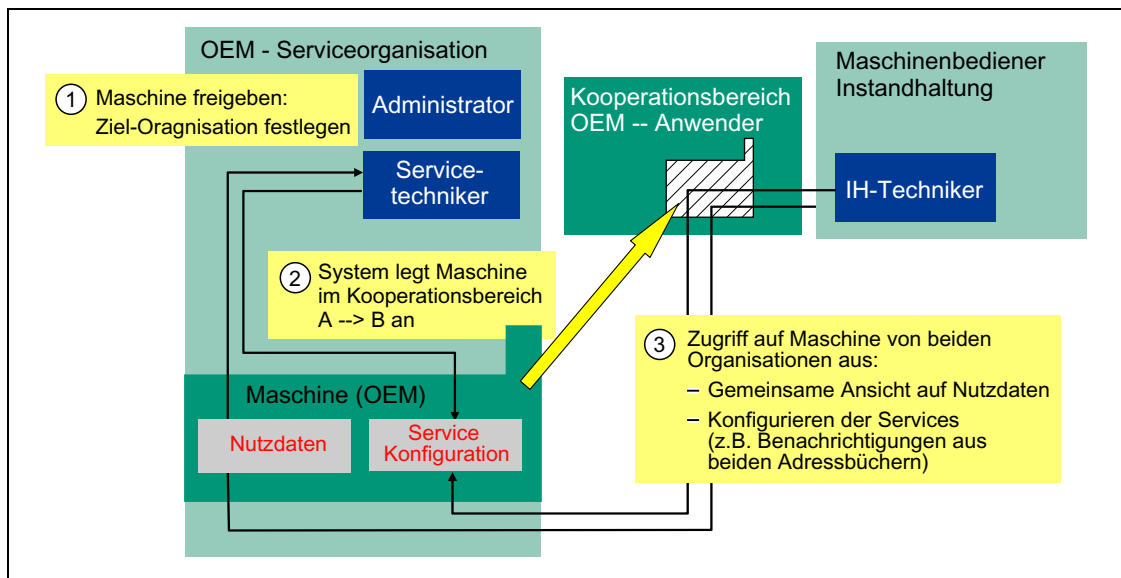 OEM - Serviceorganisation
1 Maschine freigeben:
Ziel-Oragnisation festlegen
Administrator
Service-
techniker
Kooperationsbereich
OEM -- Anwender
Maschinenbediener
Instandhaltung
IH-Techniker
2 System legt Maschine
im Kooperationsbereich
A --> B an
3 Zugriff auf Maschine von beiden
Organisationen aus:
– Gemeinsame Ansicht auf Nutzdaten
– Konfigurieren der Services
(z.B. Benachrichtigungen aus
beiden Adressbüchern)
Maschine (OEM)
Nutzdaten
Service
Konfiguration